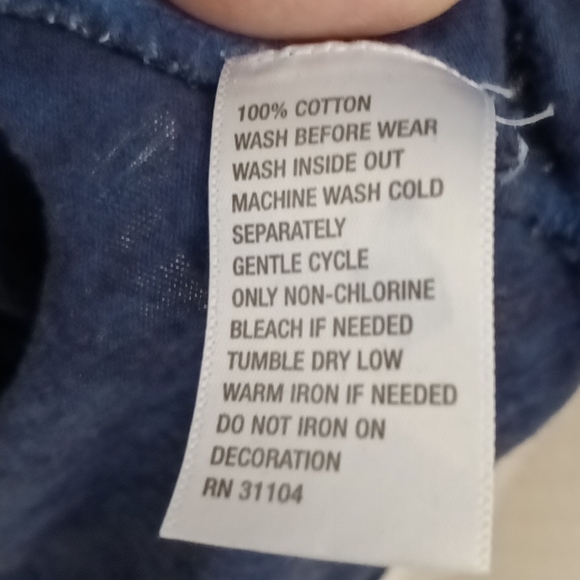 100% COTTON
WASH BEFORE WEAR
WASH INSIDE OUT
MACHINE WASH COLD
SEPARATELY
GENTLE CYCLE
ONLY NON-CHLORINE
BLEACH IF NEEDED
TUMBLE DRY LOW
WARM IRON IF NEEDED
DO NOT IRON ON
DECORATION
RN 31104